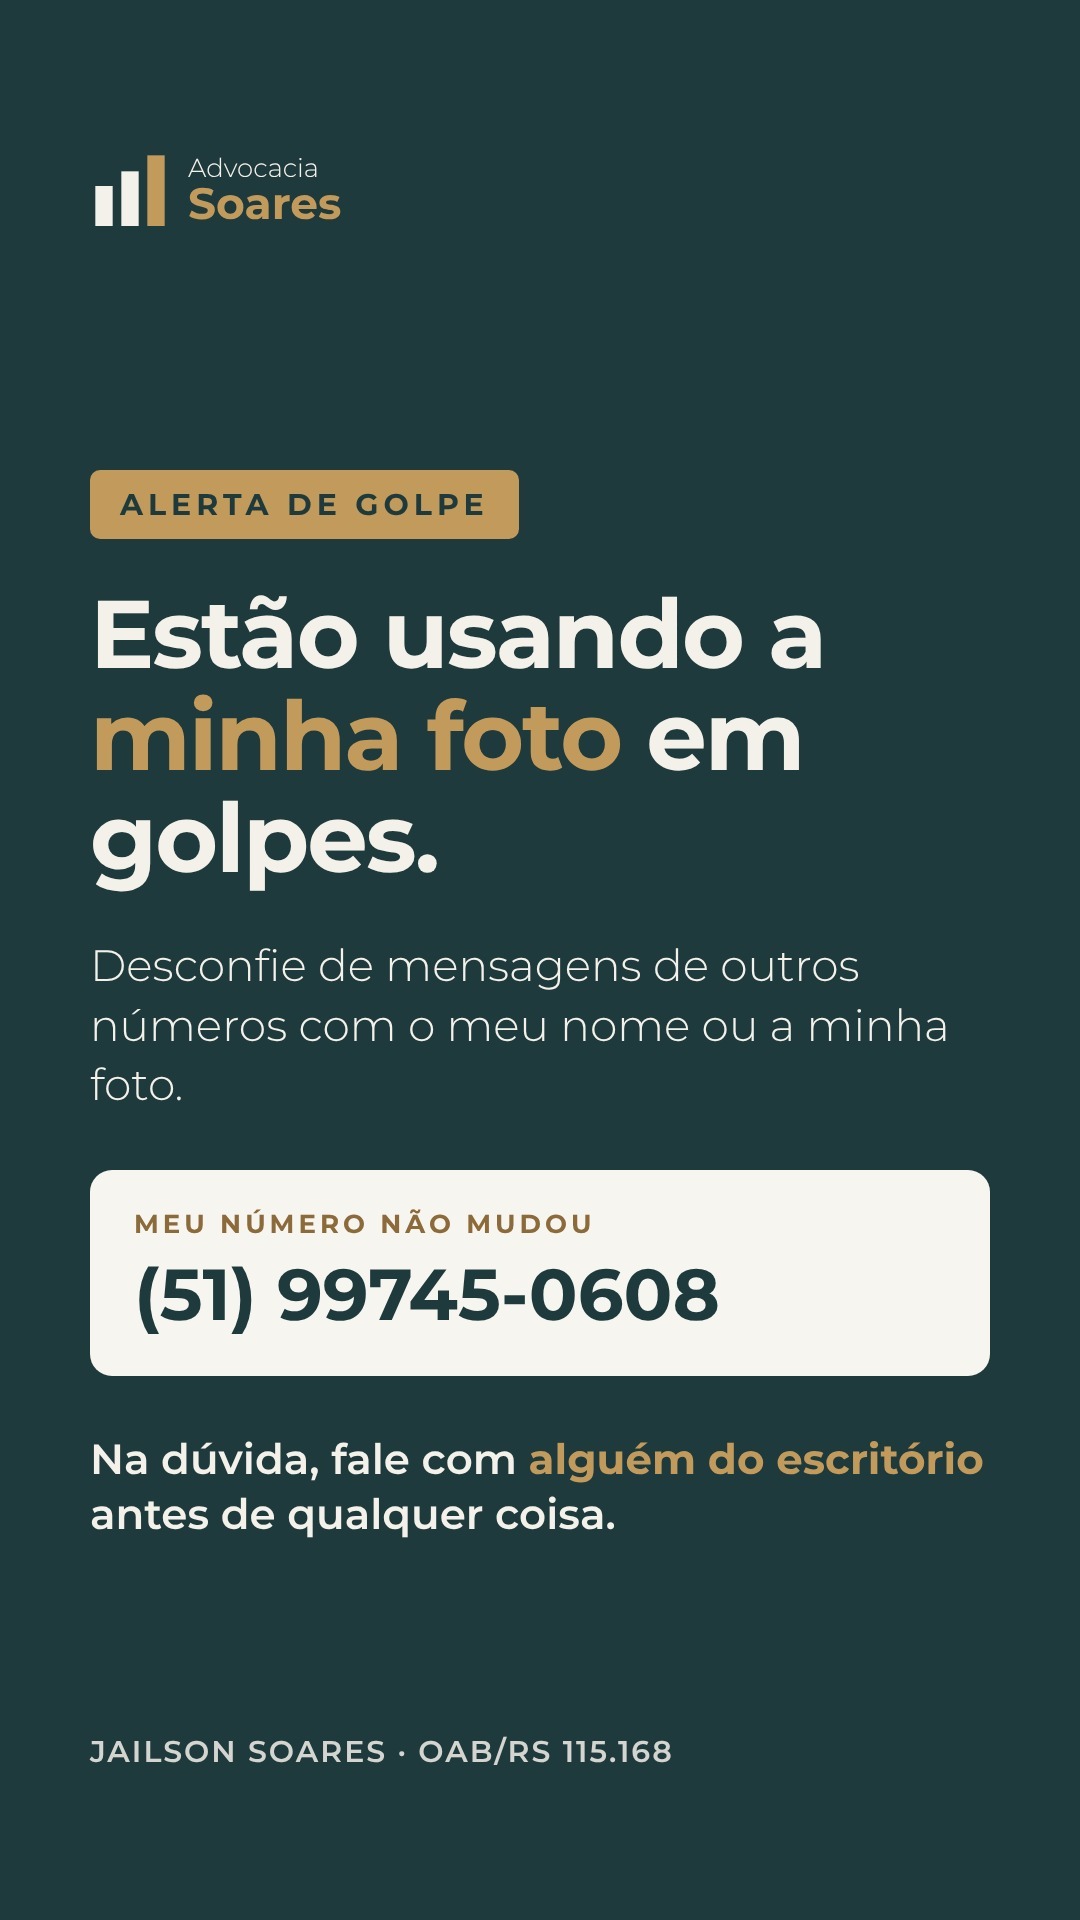 Advocacia
Soares
ALERTA DE GOLPE
Estão usando a
minha foto em
golpes.
Desconfie de mensagens de outros
números com o meu nome ou a minha
foto.
MEU NÚMERO NÃO MUDOU
(51) 99745-0608
Na dúvida, fale com alguém do escritório
antes de qualquer coisa.
JAILSON SOARES · OAB/RS 115.168